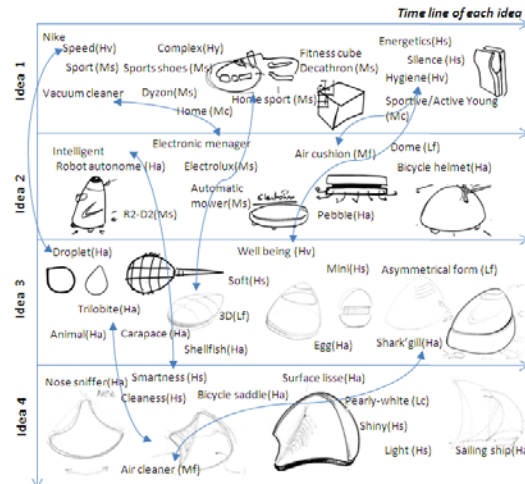 Time line of each idea
Idea 1
Nike
Speed(Hv)
Complex(Hy)
Energetics(Hs)
Fitness cube
Sport (Ms)
Sports shoes (Ms)
Decathron (Ms)
Silence (Hs)
Hygiene(Hv)
Vacuum cleaner
Dyzon(Ms)
Home sport (Ms)
Sportive/Active Young
(Mc)
Home (Mc)
Idea 2
Electronic menager
Dome (Lf)
Intelligent
Air cushion (Mf)
Robot autonome (Ha)
Electrolux(Ms)
Bicycle helmet(Ha)
Automatic
mower(Ms)
R2-D2(Ms)
Pebble(Ha)
Idea 3
Droplet(Ha)
Well being (Hv)
Mini(Hs)
Asymmetrical form (Lf)
Soft(Hs)
Trilobite(Ha)
3D(Lf)
Animal(Ha)
Carapace (Ha)
Shellfish(Ha)
Egg(Ha)
Shark'gill(Ha)
Idea 4
Nose sniffer(Ha)
Smartness (Hs)
Surface lisse(Ha)
Cleaness(Hs)
Bicycle saddle(Ha)
Pearly-white (Lc)
Shiny(Hs)
Light (Hs)
Sailing ship(Ha
Air cleaner (Mf)